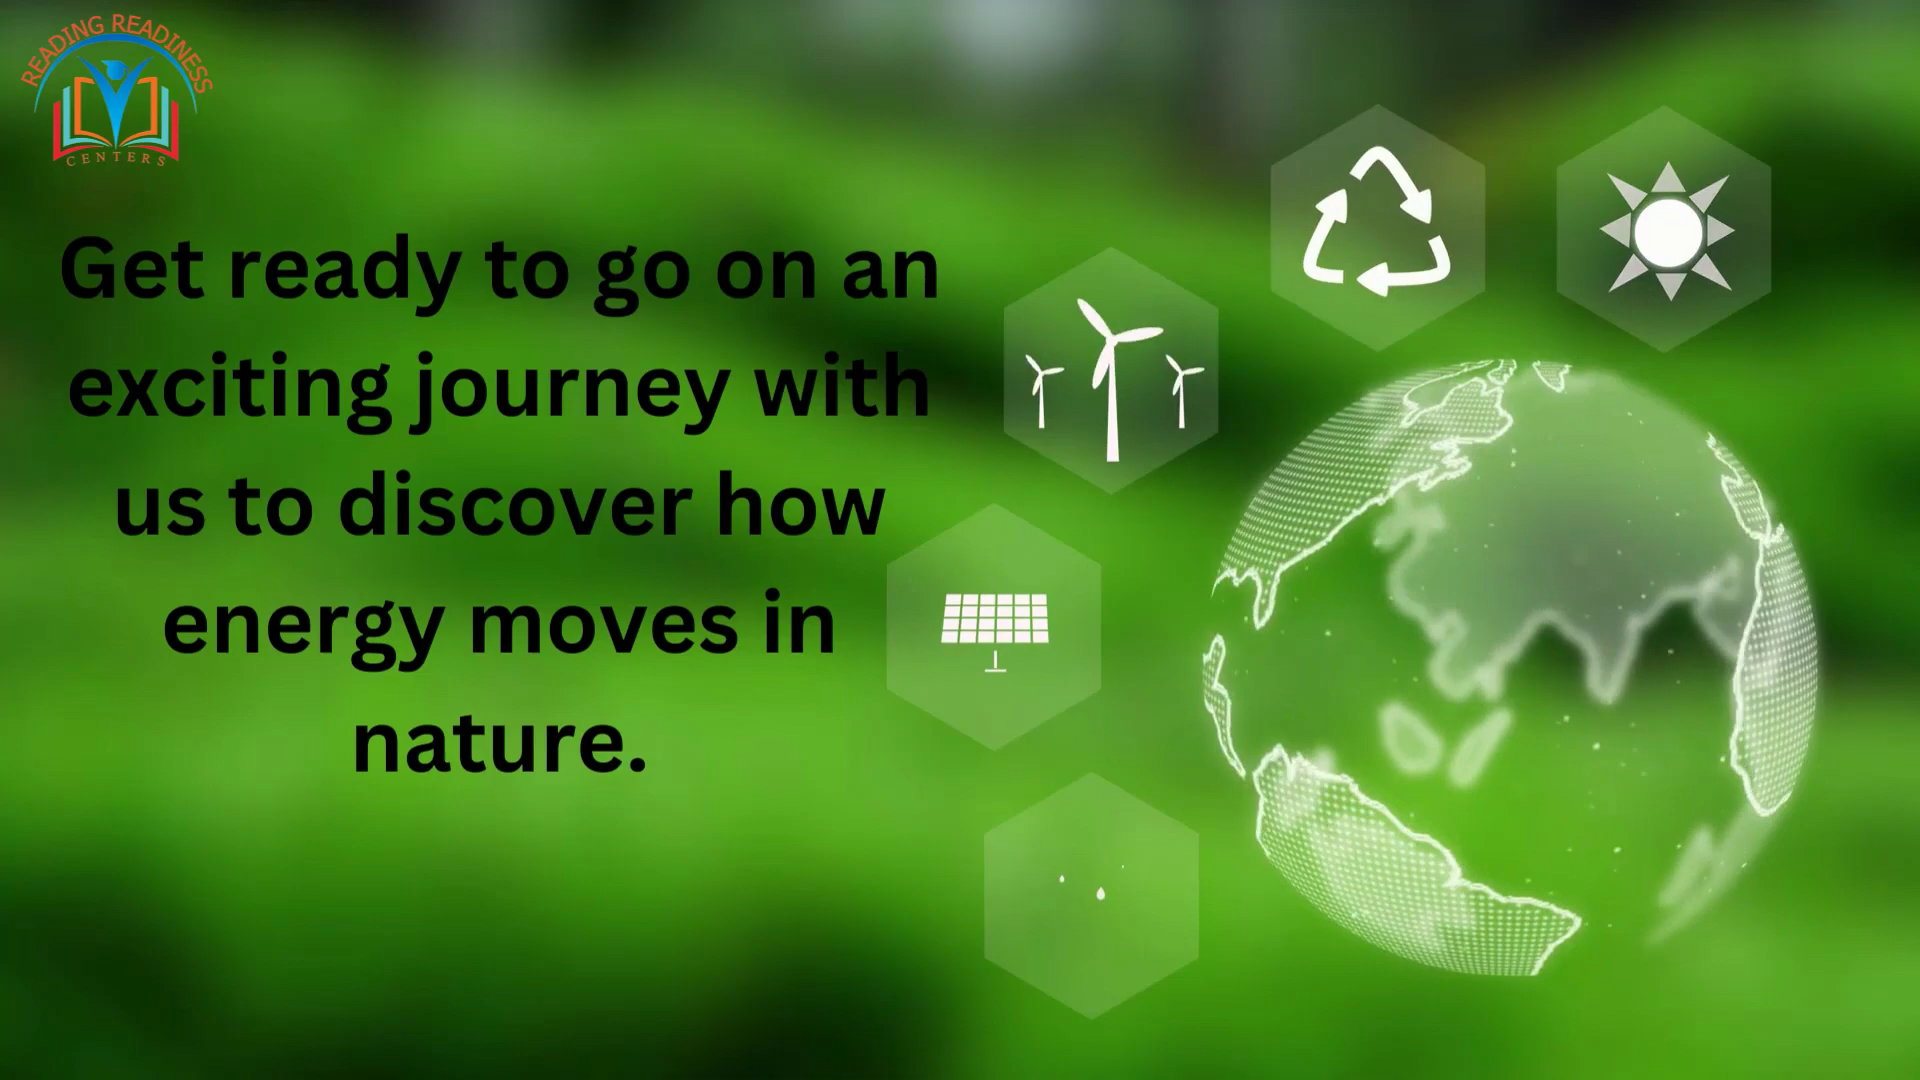 READING READINESS
CENTERS
Get ready to go on an
exciting journey with
us to discover how
energy moves in
nature.